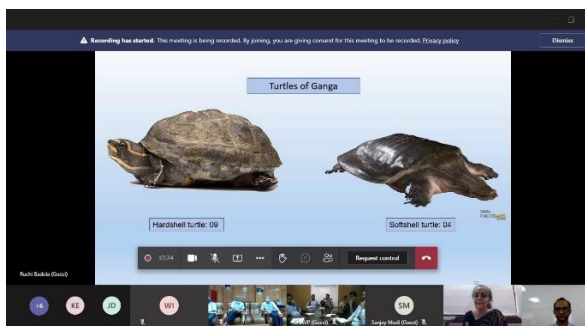 Recording has started. This meeting is being recorded. By joining, you are giving consent for this meeting to be recorded. Privacy policy
Dismiss
Turtles of Ganga
Hardshell turtle: 09
Softshell turtle: 04
37:24
Request control
Ruchi Badola (Guest)
+6
KE
JD
WI
(Guest)
SM
Sanjay Modi (Guest)